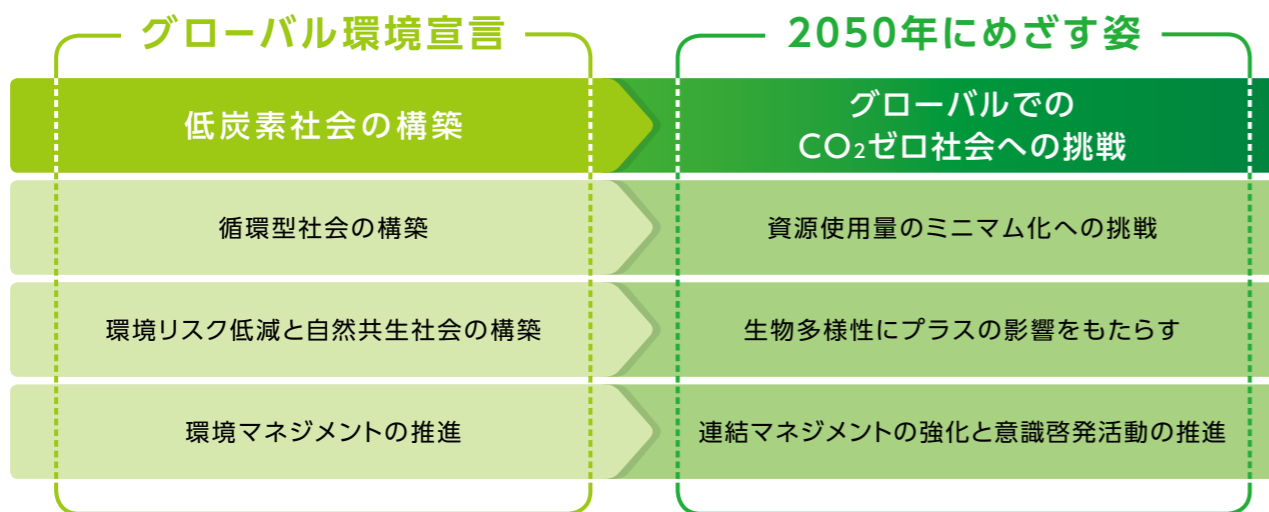 グローバル環境宣言
2050年にめざす姿
低炭素社会の構築
グローバルでの
CO₂ゼロ社会への挑戦
循環型社会の構築
資源使用量のミニマム化への挑戦
環境リスク低減と自然共生社会の構築
生物多様性にプラスの影響をもたらす
環境マネジメントの推進
連結マネジメントの強化と意識啓発活動の推進